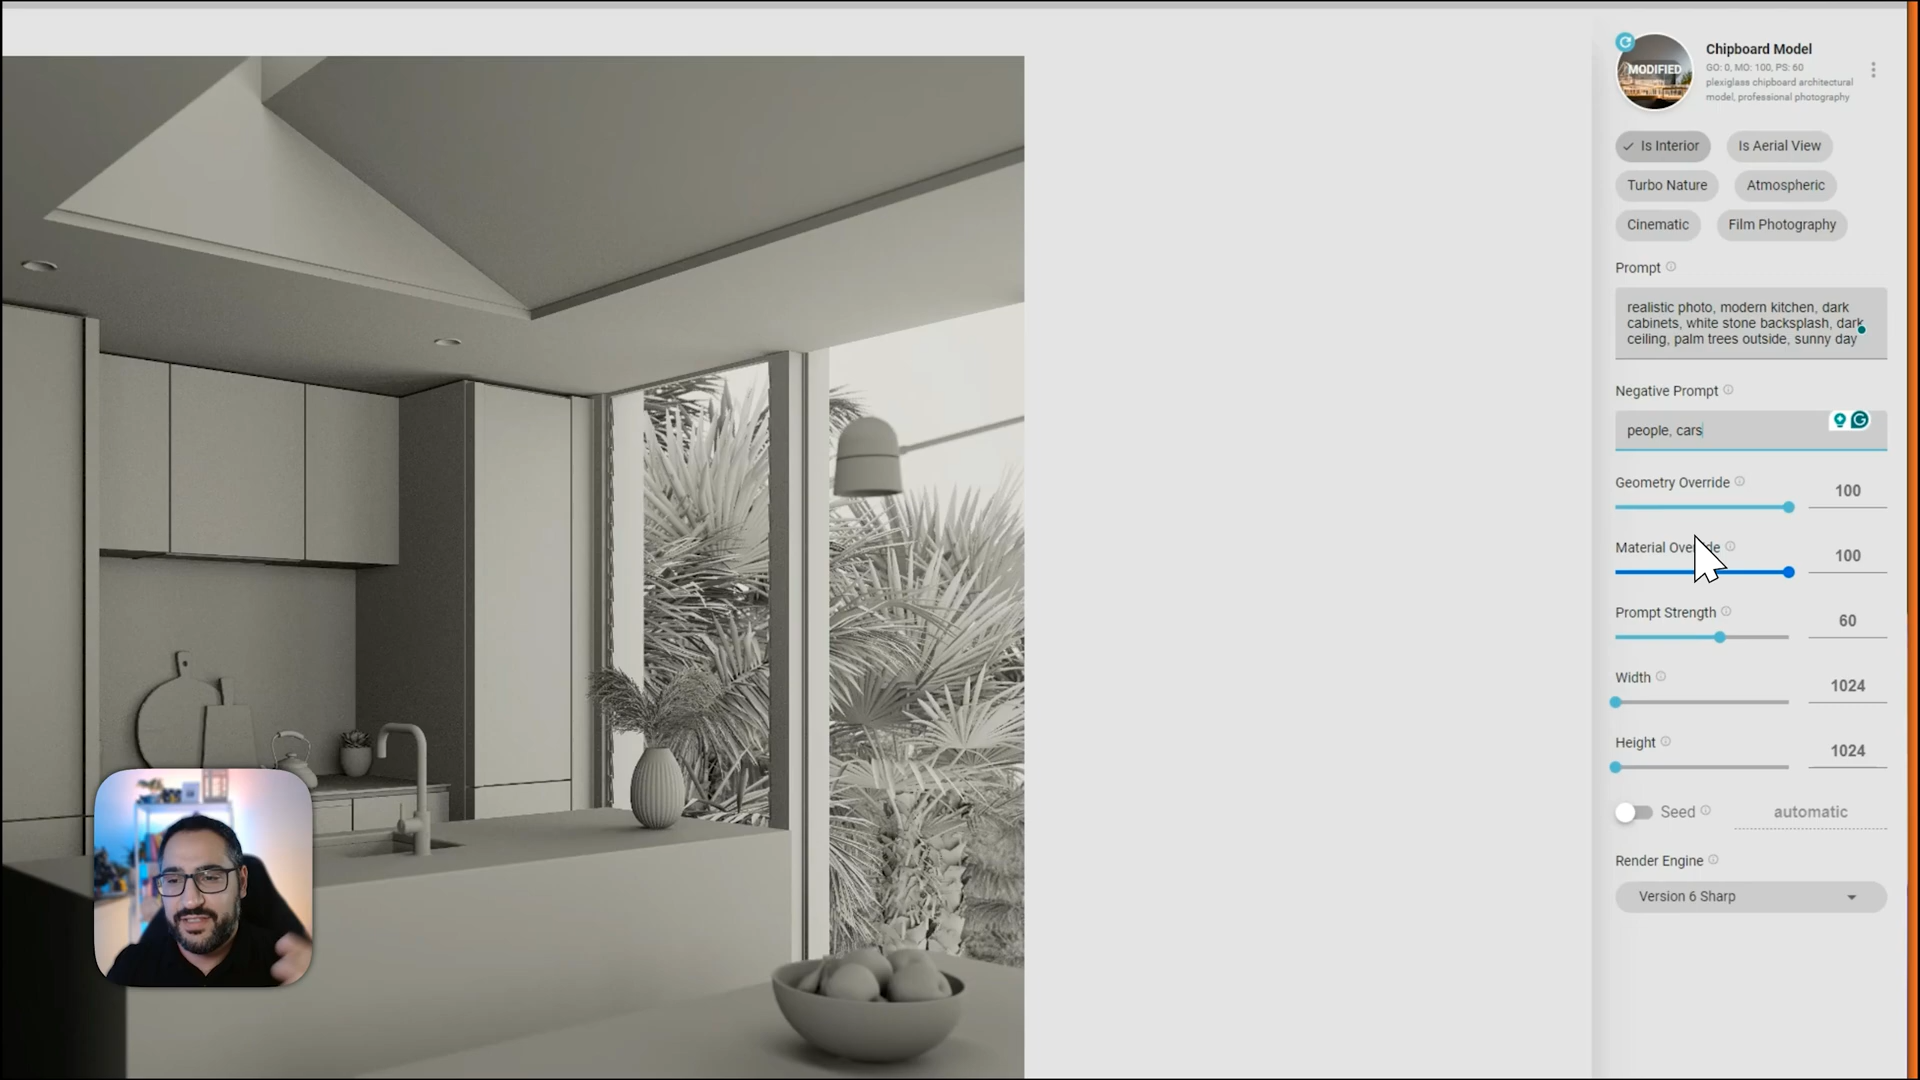 MODIFIED
Chipboard Model
GO: 0, MO: 100, PS: 60
plexiglass chipboard architectural
model, professional photography
Is Interior
Is Aerial View
Turbo Nature
Atmospheric
Cinematic
Film Photography
Prompt
realistic photo, modern kitchen, dark
cabinets, white stone backsplash, dark
ceiling, palm trees outside, sunny day
Negative Prompt
people, cars
Geometry Override
100
Material Override
100
Prompt Strength
60
Width
1024
Height
1024
Seed
automatic
Render Engine
Version 6 Sharp